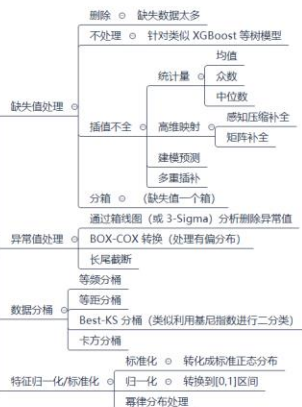 删除 缺失数据太多
不处理 针对类似 XGBoost 等树模型
均值
统计量 众数
中位数
缺失值处理
感知压缩补全
插值不全 高维映射
矩阵补全
建模预测
多重插补
分箱 （缺失值一个箱）
通过箱线图（或 3-Sigma）分析删除异常值
异常值处理 BOX-COX 转换（处理有偏分布）
长尾截断
等频分桶
等距分桶
数据分桶
Best-KS 分桶（类似利用基尼指数进行二分类）
卡方分桶
标准化 转化成标准正态分布
特征归一化/标准化 归一化 转换到[0,1]区间
幂律分布处理